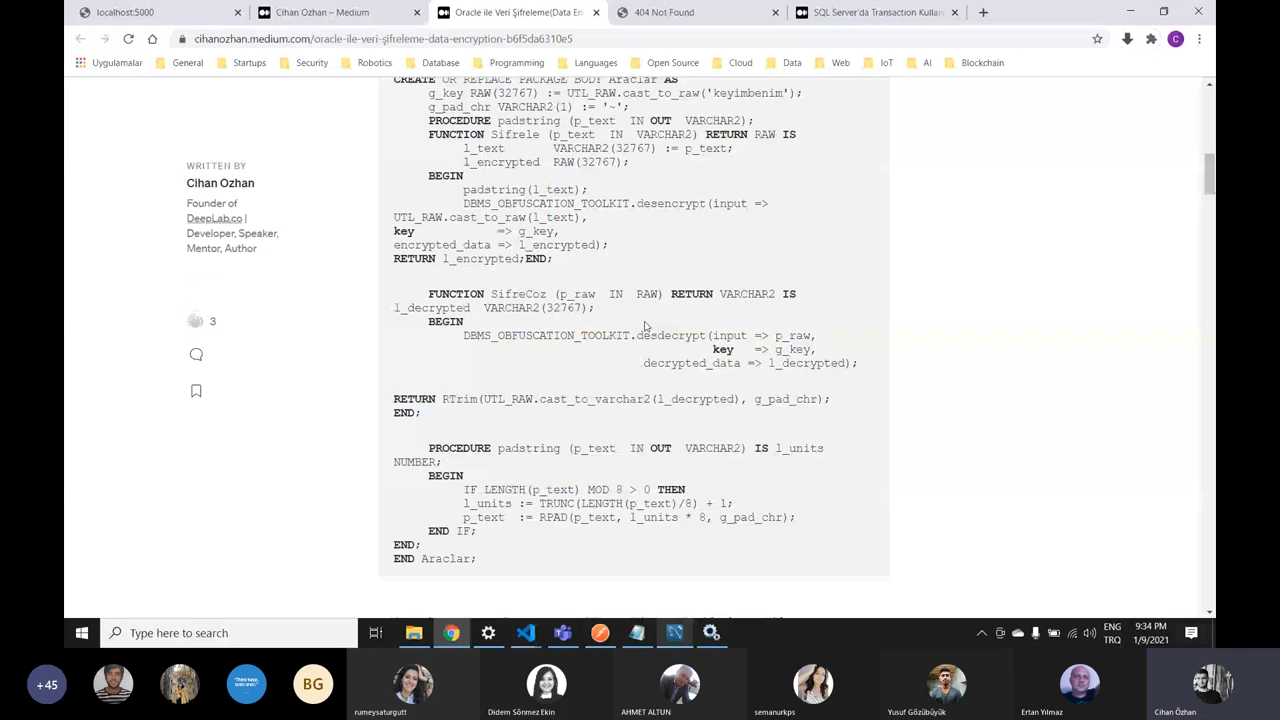 localhost:5000
Cihan Ozhan – Medium
Oracle ile Veri Şifreleme(Data En
404 Not Found
SQL Server'da Transaction Kullan
cihanozhan.medium.com/oracle-ile-veri-şifreleme-data-encryption-b6f5da6310e5
Uygulamalar
General
Startups
Security
Robotics
Database
Programming
Languages
Open Source
Cloud
Data
Web
IoT
AI
Blockchain
CREATE OR REPLACE PACKAGE BODY Araclar AS
g_key RAW(32767) := UTL_RAW.cast_to_raw('keyimbenim');
g_pad_chr VARCHAR2(1) := '~';
PROCEDURE padstring (p_text IN OUT VARCHAR2);
FUNCTION Sifrele (p_text IN VARCHAR2) RETURN RAW IS
l_text VARCHAR2(32767) := p_text;
l_encrypted RAW(32767);
BEGIN
padstring(l_text);
DBMS_OBFUSCATION_TOOLKIT.desencrypt(input =>
UTL_RAW.cast_to_raw(l_text),
key => g_key,
encrypted_data => l_encrypted);
RETURN l_encrypted;END;
FUNCTION SifreCoz (p_raw IN RAW) RETURN VARCHAR2 IS
l_decrypted VARCHAR2(32767);
BEGIN
DBMS_OBFUSCATION_TOOLKIT.desdecrypt(input => p_raw,
key => g_key,
decrypted_data => l_decrypted);
RETURN RTrim(UTL_RAW.cast_to_varchar2(l_decrypted), g_pad_chr);
END;
PROCEDURE padstring (p_text IN OUT VARCHAR2) IS l_units
NUMBER;
BEGIN
IF LENGTH(p_text) MOD 8 > 0 THEN
l_units := TRUNC(LENGTH(p_text)/8) + 1;
p_text := RPAD(p_text, l_units * 8, g_pad_chr);
END IF;
END;
END Araclar;
WRITTEN BY
Cihan Ozhan
Founder of
DeepLab.co |
Developer, Speaker,
Mentor, Author
3
Type here to search
ENG
TRQ
9:34 PM
1/9/2021
C
+45
BG
rumeysaturgutt
Didem Sönmez Ekin
AHMET ALTUN
semanurkps
Yusuf Gözübüyük
Ertan Yılmaz
Cihan Özhan